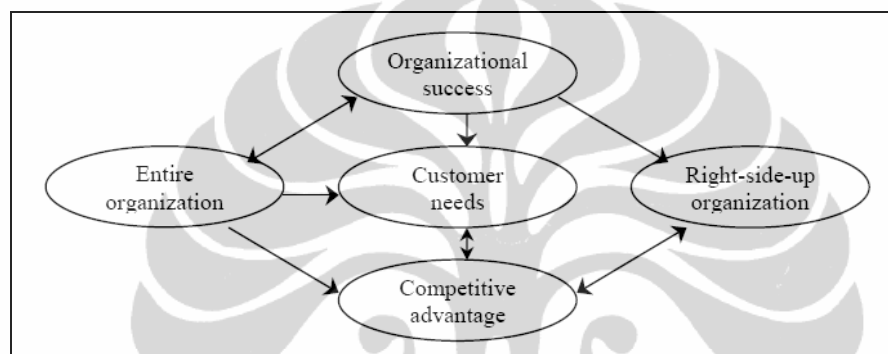 Organizational
success
Entire
organization
Customer
needs
Right-side-up
organization
Competitive
advantage